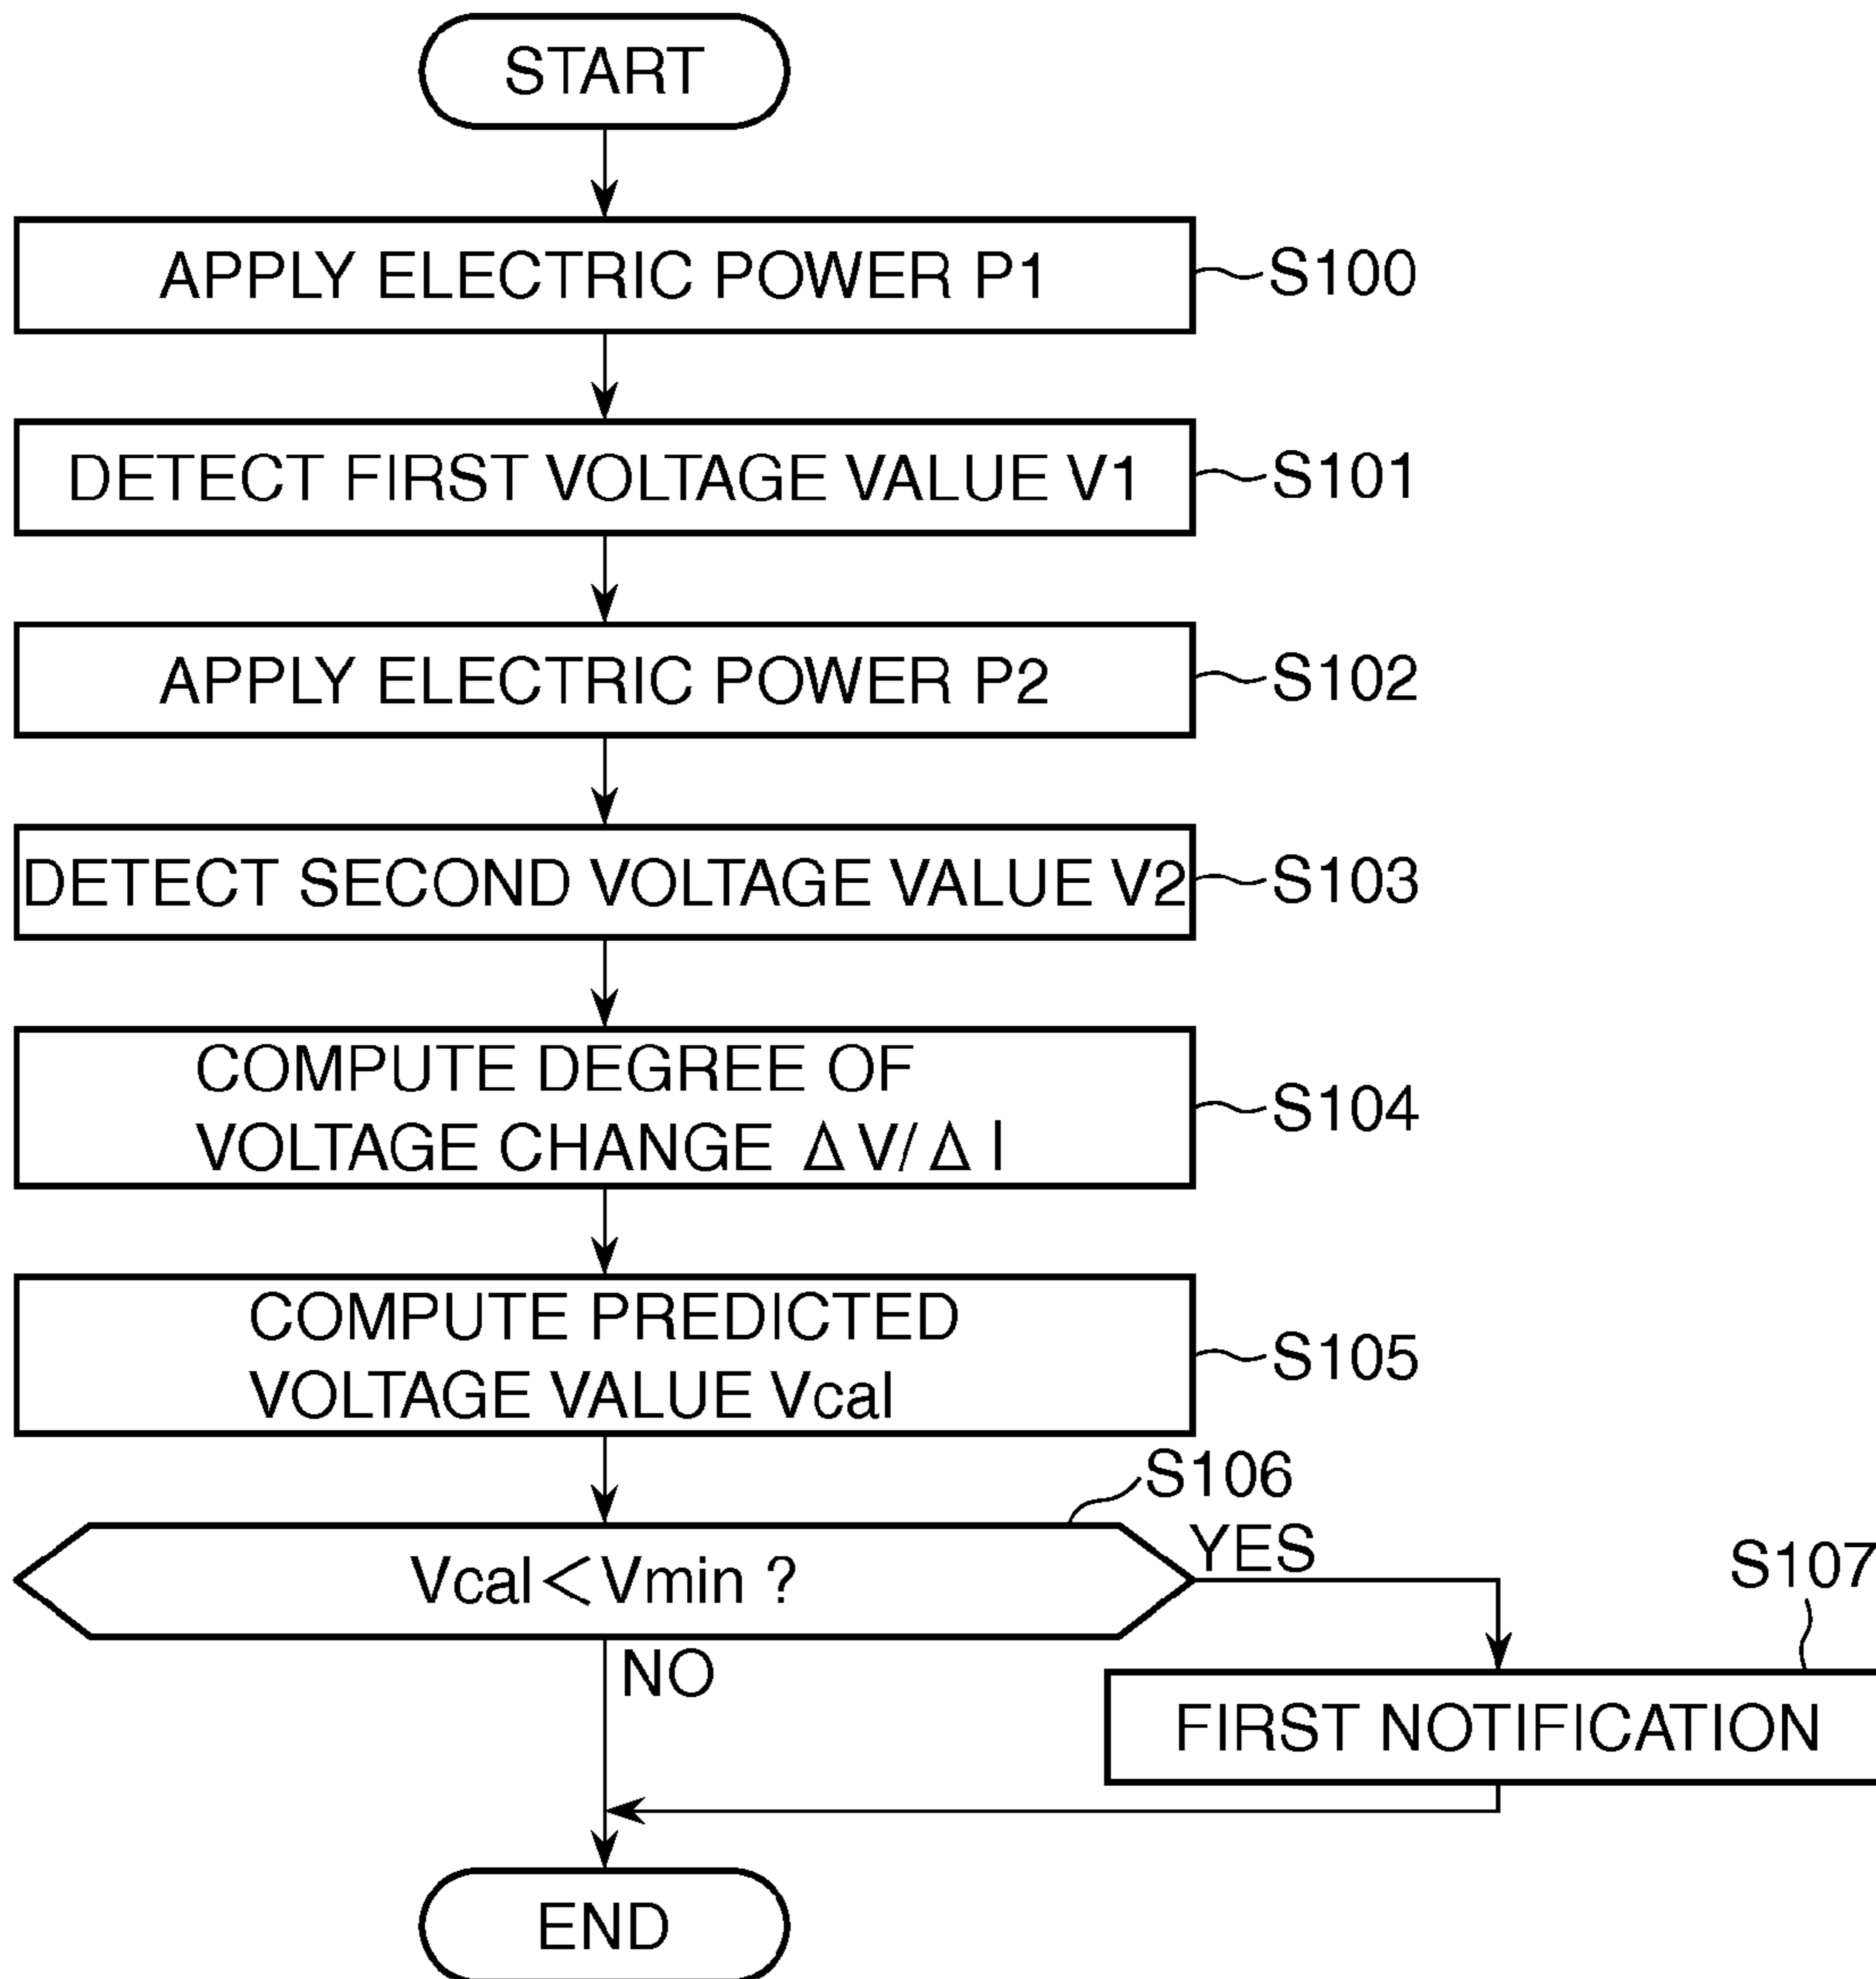 START
APPLY ELECTRIC POWER P1
S100
DETECT FIRST VOLTAGE VALUE V1
S101
APPLY ELECTRIC POWER P2
S102
DETECT SECOND VOLTAGE VALUE V2
S103
COMPUTE DEGREE OF
VOLTAGE CHANGE ΔV/ΔI
S104
COMPUTE PREDICTED
VOLTAGE VALUE Vcal
S105
S106
Vcal<Vmin ?
YES
NO
S107
FIRST NOTIFICATION
END